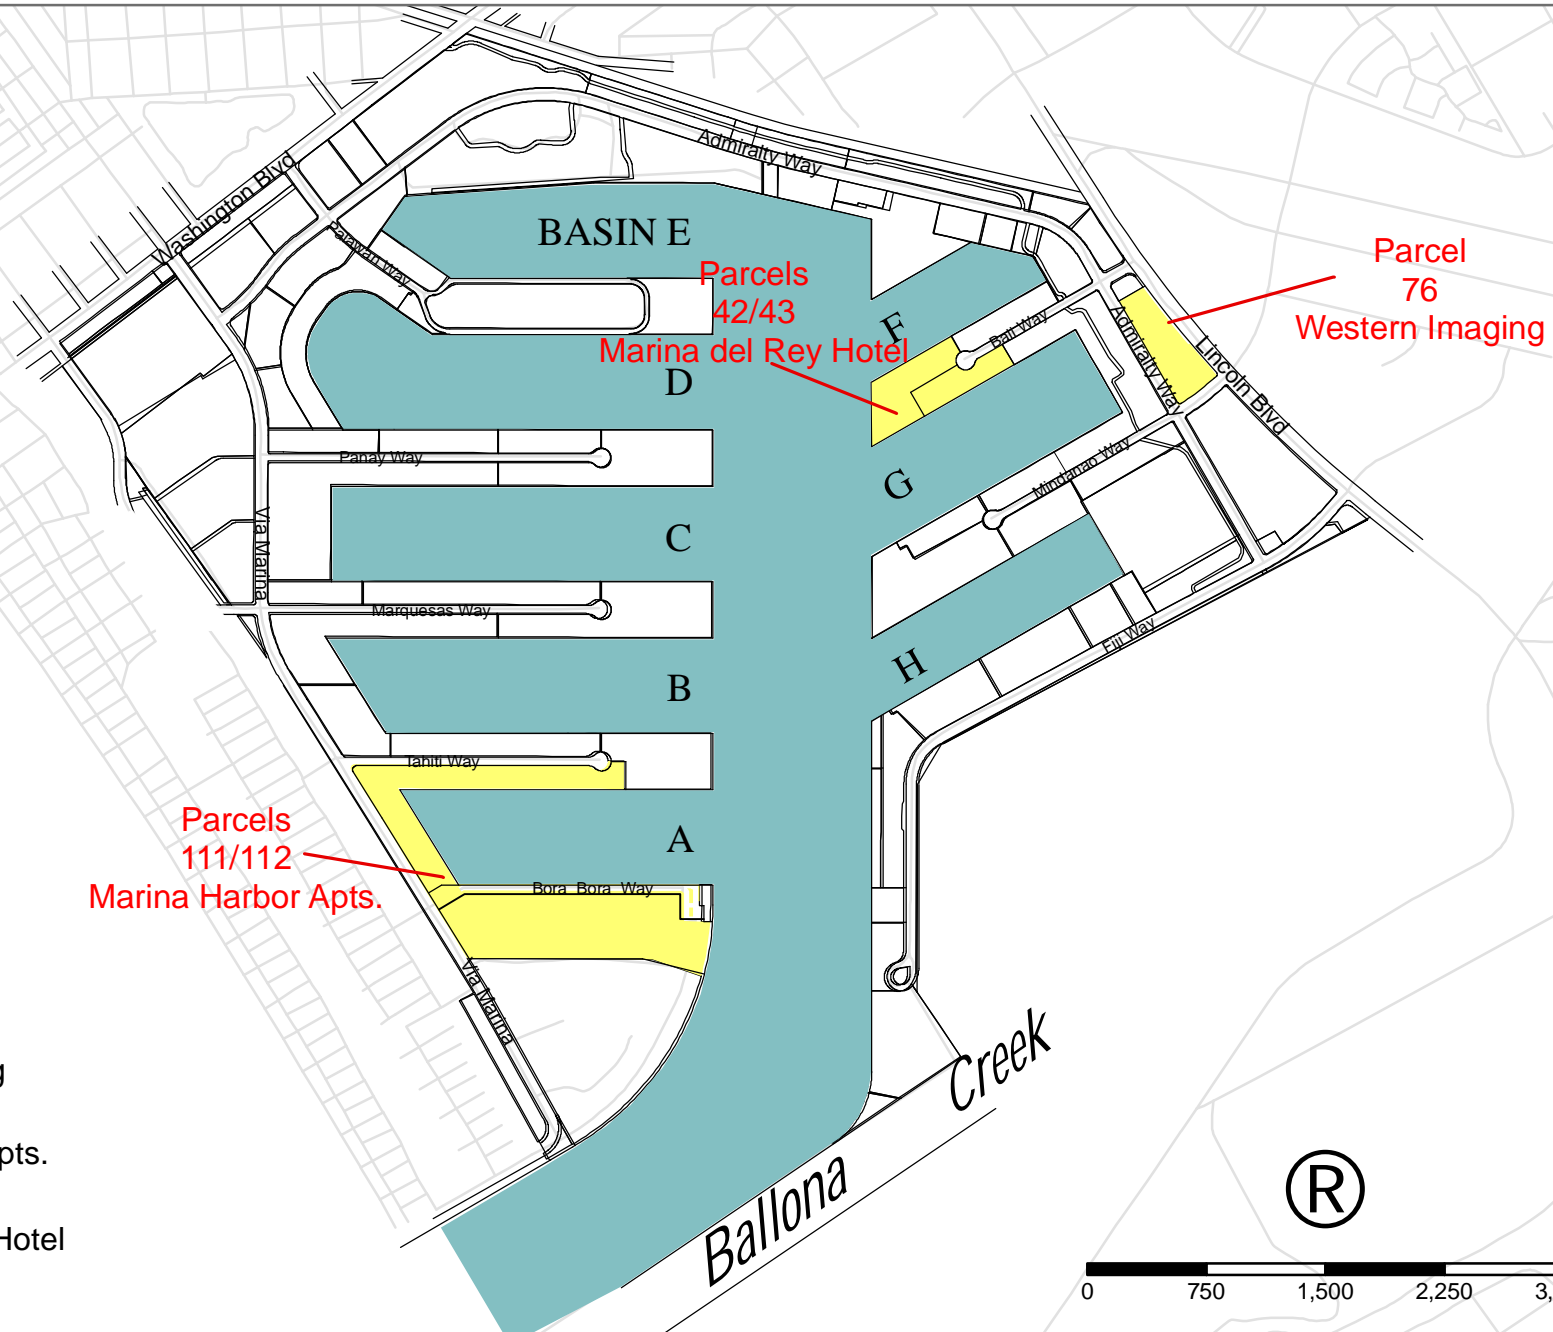 Admiralty Way
Washington Blvd
BASIN E
Palawan Way
Parcels
42/43
Marina del Rey Hotel
Parcel
76
Western Imaging
F
Bali Way
Admiralty Way
Lincoln Blvd
D
Panay Way
G
Mindanao Way
Via Marina
C
Marquesas Way
Fiji Way
H
B
Tahiti Way
Parcels
111/112
Marina Harbor Apts.
A
Bora Bora Way
Via Marina
Creek
Ballona
g
pts.
Hotel
®
0 750 1,500 2,250 3,